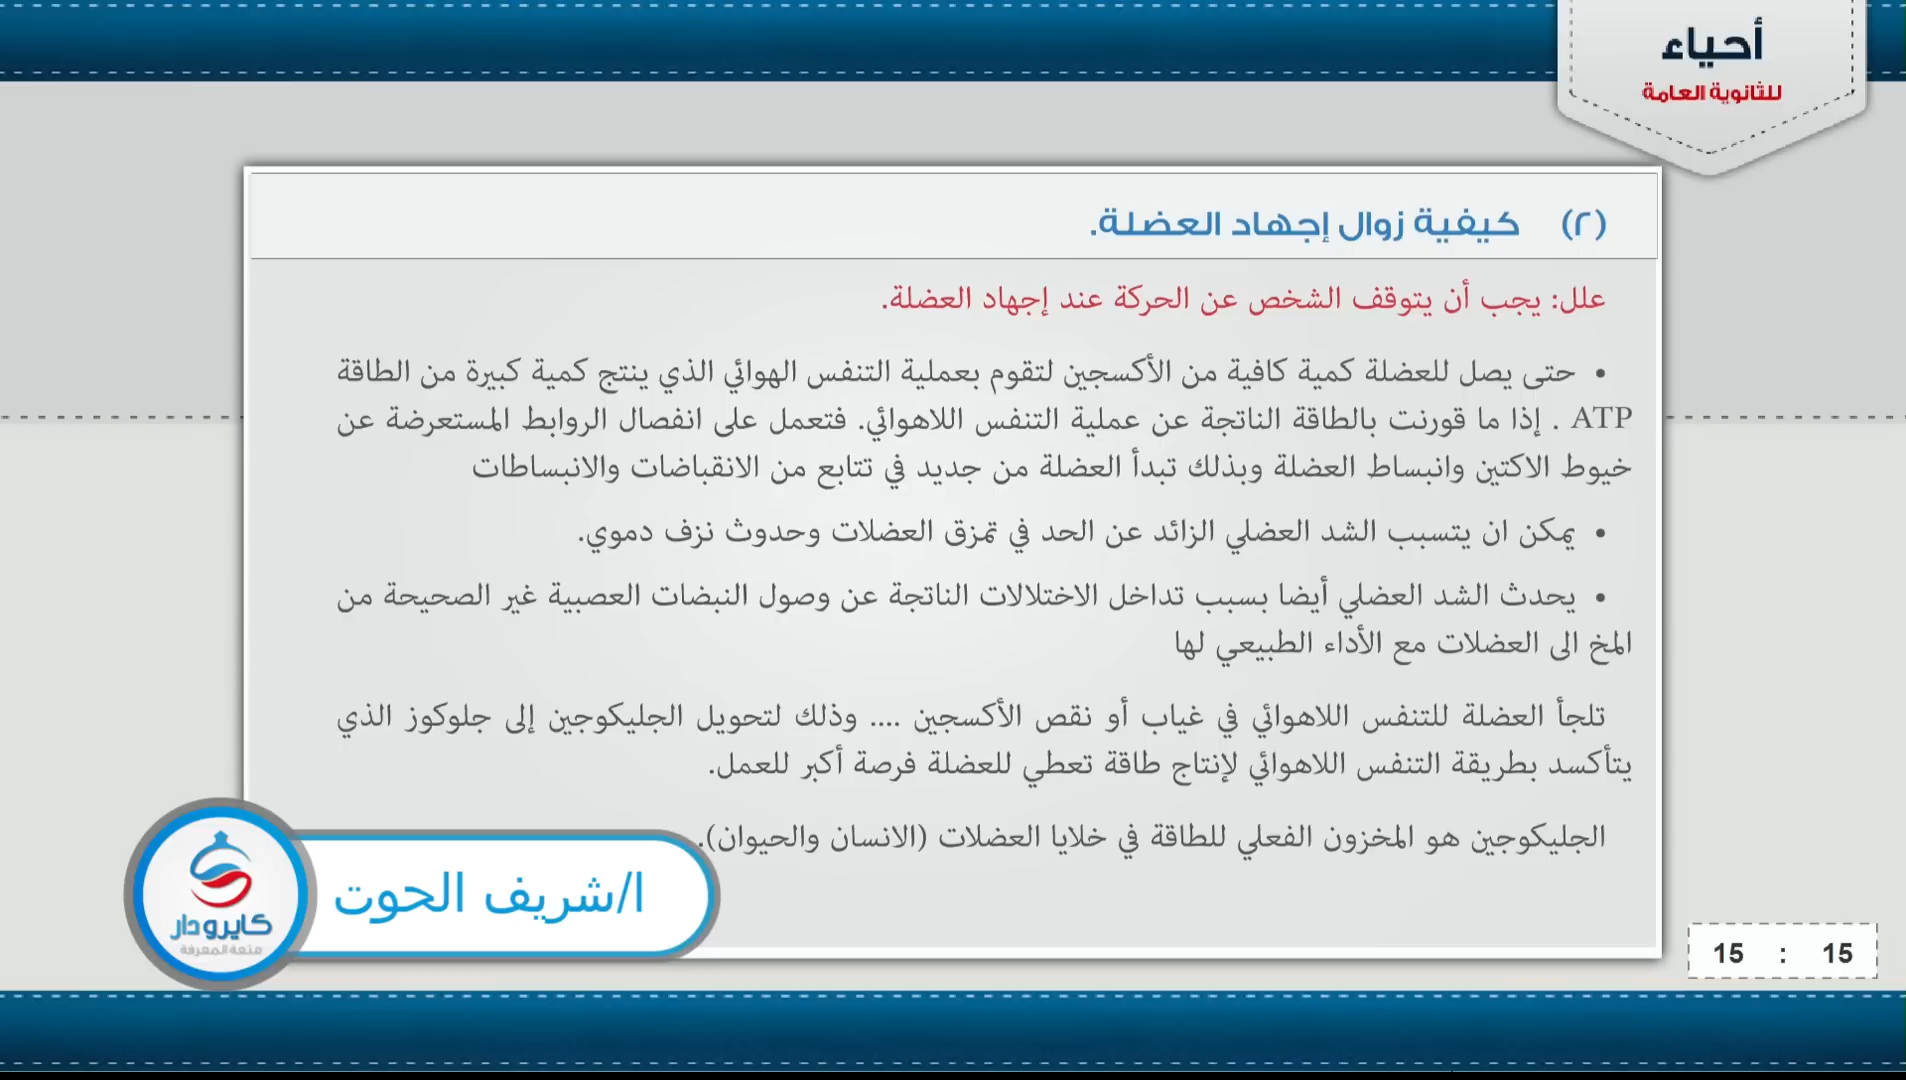 أحياء
للثانوية العامة
(٢) كيفية زوال إجهاد العضلة.
علل: يجب أن يتوقف الشخص عن الحركة عند إجهاد العضلة.
• حتى يصل للعضلة كمية كافية من الأكسجين لتقوم بعملية التنفس الهوائي الذي ينتج كمية كبيرة من الطاقة
ATP . إذا ما قورنت بالطاقة الناتجة عن عملية التنفس اللاهوائي. فتعمل على انفصال الروابط المستعرضة عن
خيوط الاكتين وانبساط العضلة وبذلك تبدأ العضلة من جديد في تتابع من الانقباضات والانبساطات
• يمكن ان يتسبب الشد العضلي الزائد عن الحد في تمزق العضلات وحدوث نزف دموي.
• يحدث الشد العضلي أيضا بسبب تداخل الاختلالات الناتجة عن وصول النبضات العصبية غير الصحيحة من
المخ الى العضلات مع الأداء الطبيعي لها
تلجأ العضلة للتنفس اللاهوائي في غياب أو نقص الأكسجين .... وذلك لتحويل الجليكوجين إلى جلوكوز الذي
يتأكسد بطريقة التنفس اللاهوائي لإنتاج طاقة تعطي للعضلة فرصة أكبر للعمل.
الجليكوجين هو المخزون الفعلي للطاقة في خلايا العضلات (الانسان والحيوان).
ا/شريف الحوت
كايرودار
متعة المعرفة
15 : 15